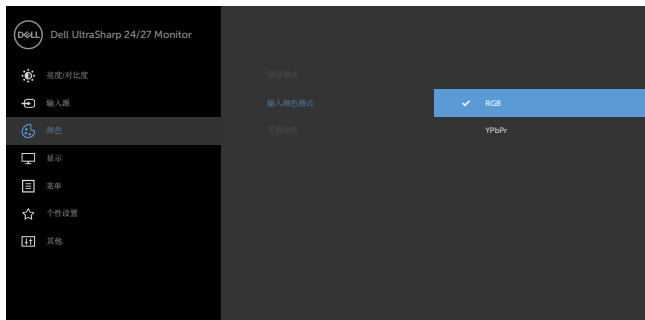 DELL
Dell UltraSharp 24/27 Monitor
亮度/对比度
输入源
颜色
显示
菜单
个性设置
其他
预设模式
输入颜色格式
重置颜色
✓ RGB
YPbPr